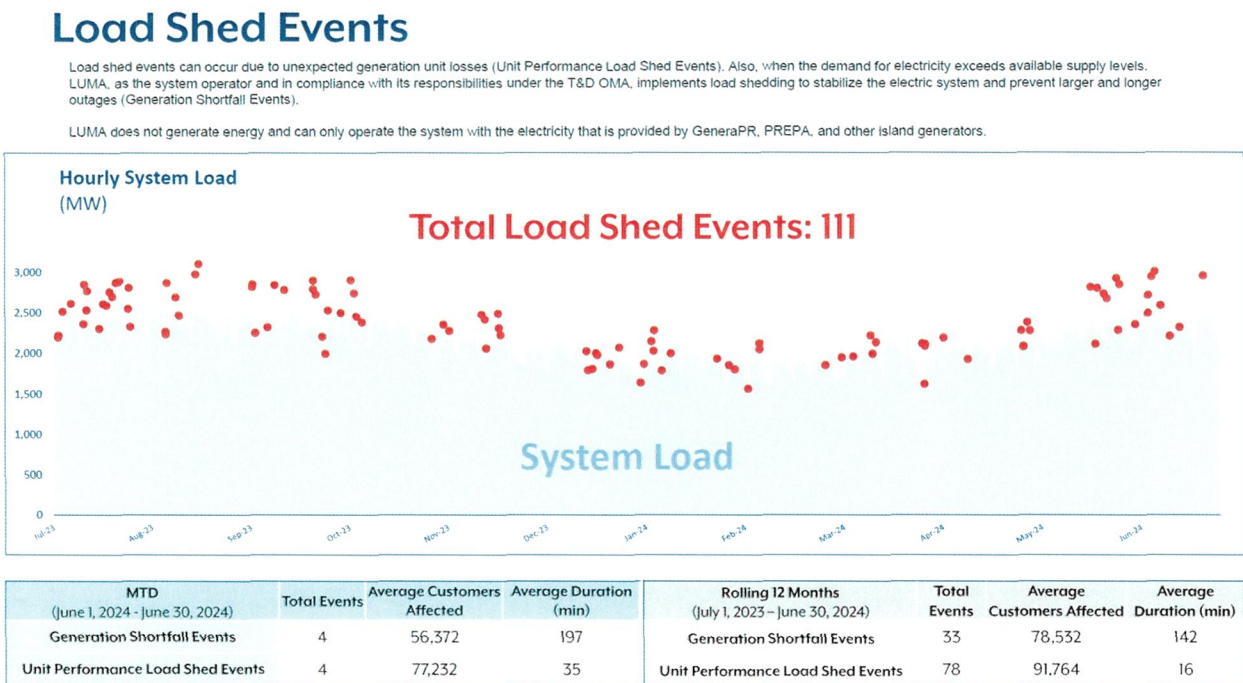 Load Shed Events
Load shed events can occur due to unexpected generation unit losses (Unit Performance Load Shed Events). Also, when the demand for electricity exceeds available supply levels.
LUMA, as the system operator and in compliance with its responsibilities under the T&D OMA, implements load shedding to stabilize the electric system and prevent larger and longer
outages (Generation Shortfall Events).
LUMA does not generate energy and can only operate the system with the electricity that is provided by GeneraPR, PREPA, and other island generators.
Hourly System Load
(MW)
Total Load Shed Events: 111
3,000
2,500
2,000
1,500
1,000
500
0
System Load
Jul-23 Aug-23 Sep-23 Oct-23 Nov-23 Dec-23 Jan-24 Feb-24 Mar-24 Apr-24 May-24 Jun-24
MTD
(June 1, 2024 - June 30, 2024)
Total Events
Average Customers
Affected
Average Duration
(min)
Generation Shortfall Events 4 56,372 197
Unit Performance Load Shed Events 4 77,232 35
Rolling 12 Months
(July 1, 2023 – June 30, 2024)
Total
Events
Average
Customers Affected
Average
Duration (min)
Generation Shortfall Events 33 78,532 142
Unit Performance Load Shed Events 78 91,764 16